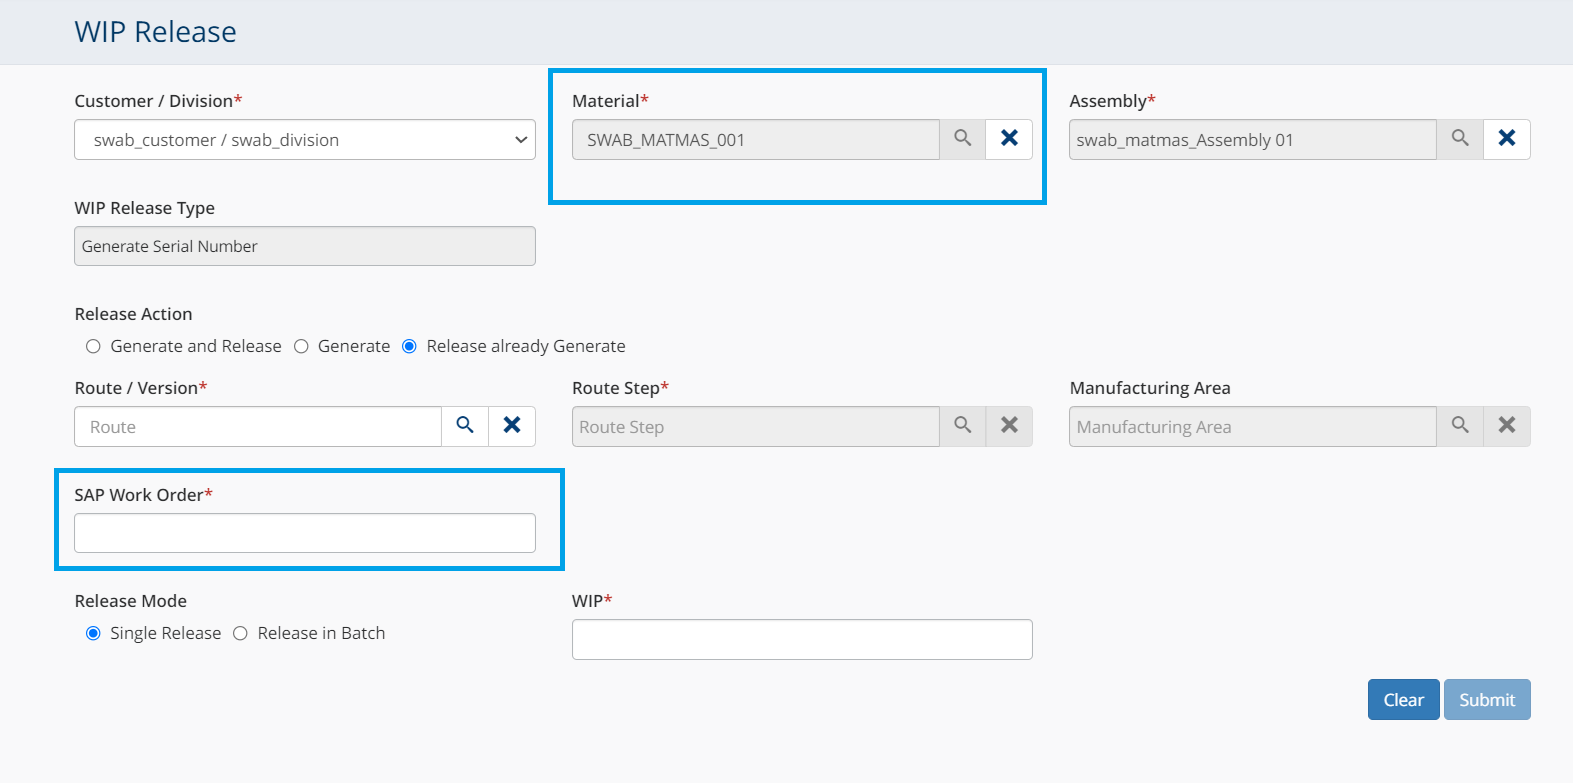 WIP Release
Customer / Division* Material* Assembly*
swab_customer / swab_division SWAB_MATMAS_001 swab_matmas_Assembly 01
WIP Release Type
Generate Serial Number
Release Action
Generate and Release Generate Release already Generate
Route / Version* Route Step* Manufacturing Area
Route Route Step Manufacturing Area
SAP Work Order*
Release Mode WIP*
Single Release Release in Batch
Clear Submit